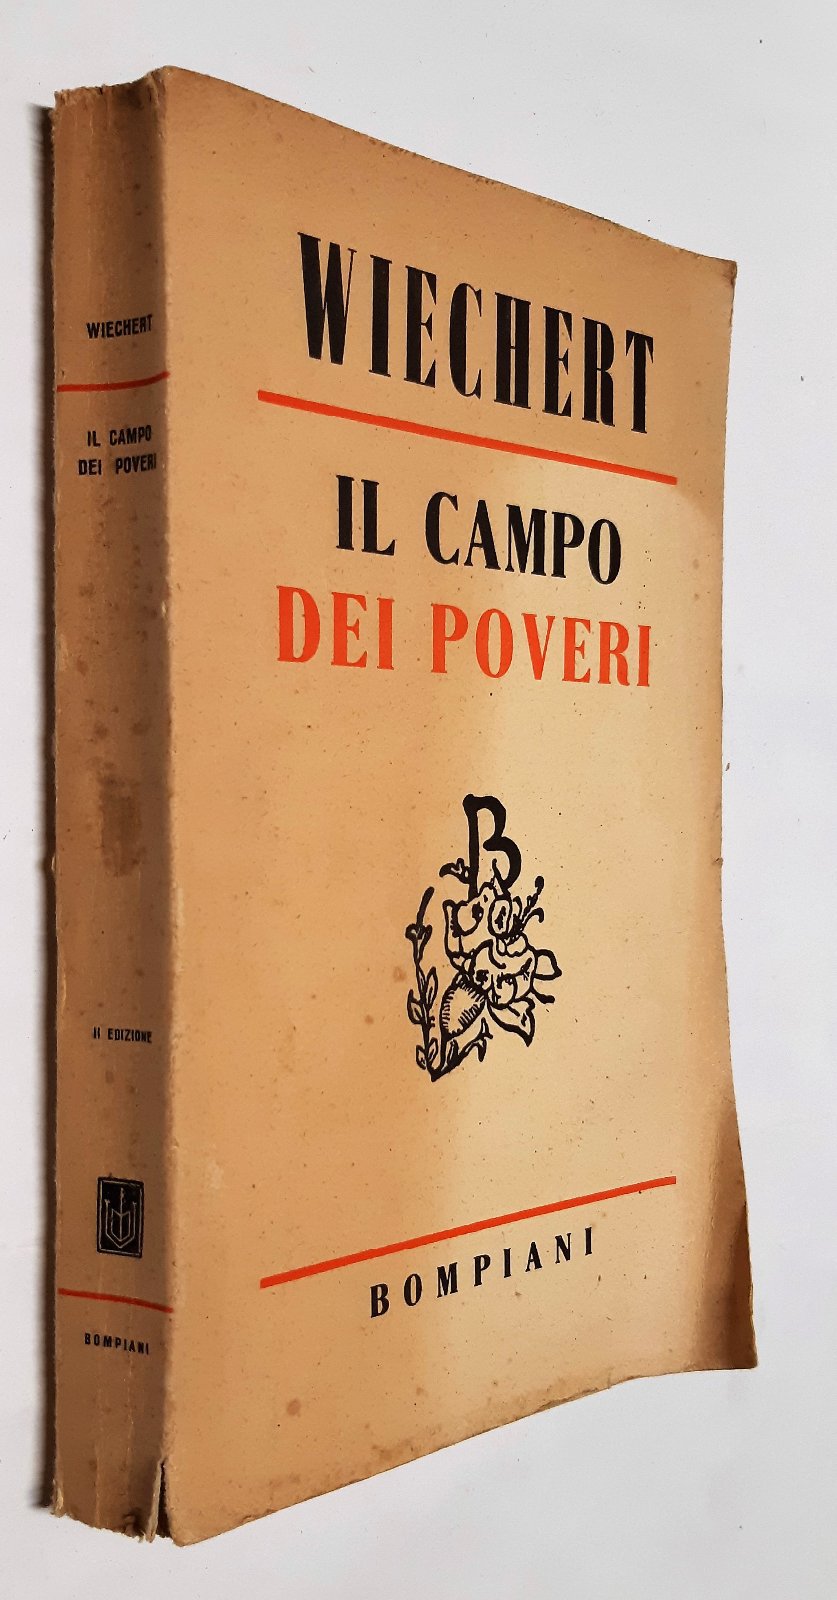 WIECHERT
IL CAMPO
DEI POVERI
B
BOMPIANI
WIECHERT
IL CAMPO
DEI POVERI
II EDIZIONE
BOMPIANI